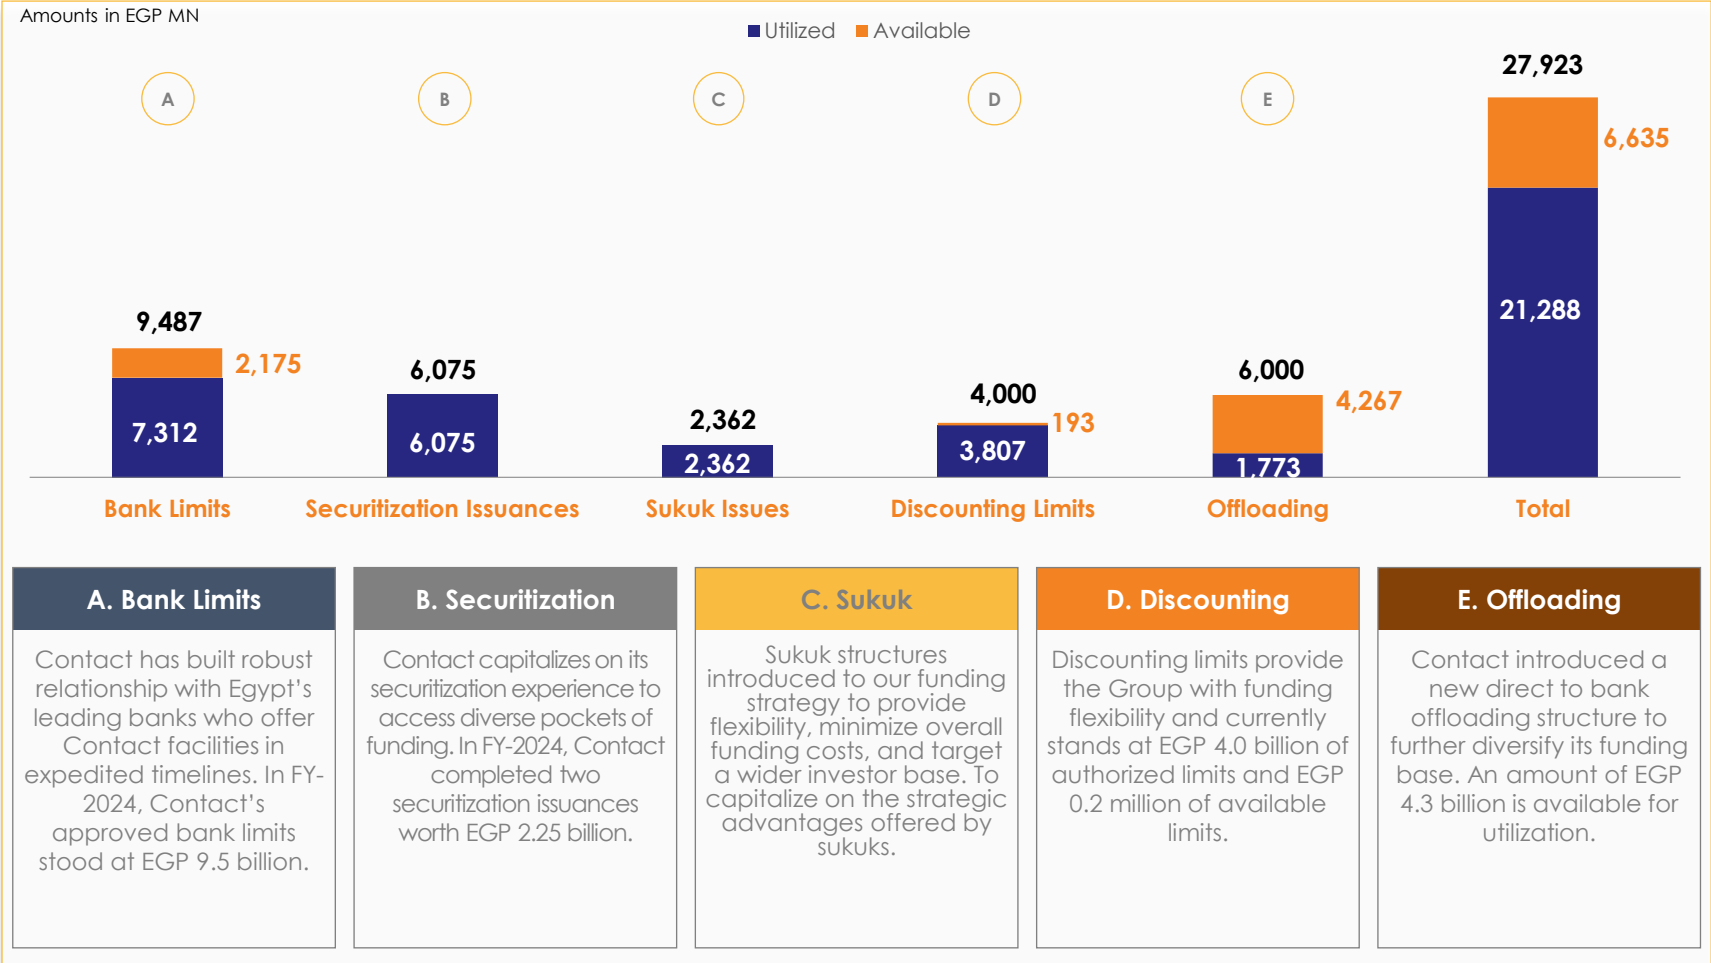 Amounts in EGP MN
Utilized Available
A
B
C
D
E
27,923
6,635
21,288
9,487
2,175
7,312
6,075
6,075
2,362
2,362
4,000
193
3,807
6,000
4,267
1,773
Bank Limits
Securitization Issuances
Sukuk Issues
Discounting Limits
Offloading
Total
A. Bank Limits
Contact has built robust
relationship with Egypt’s
leading banks who offer
Contact facilities in
expedited timelines. In FY-
2024, Contact’s
approved bank limits
stood at EGP 9.5 billion.
B. Securitization
Contact capitalizes on its
securitization experience to
access diverse pockets of
funding. In FY-2024, Contact
completed two
securitization issuances
worth EGP 2.25 billion.
C. Sukuk
Sukuk structures
introduced to our funding
strategy to provide
flexibility, minimize overall
funding costs, and target
a wider investor base. To
capitalize on the strategic
advantages offered by
sukuks.
D. Discounting
Discounting limits provide
the Group with funding
flexibility and currently
stands at EGP 4.0 billion of
authorized limits and EGP
0.2 million of available
limits.
E. Offloading
Contact introduced a
new direct to bank
offloading structure to
further diversify its funding
base. An amount of EGP
4.3 billion is available for
utilization.